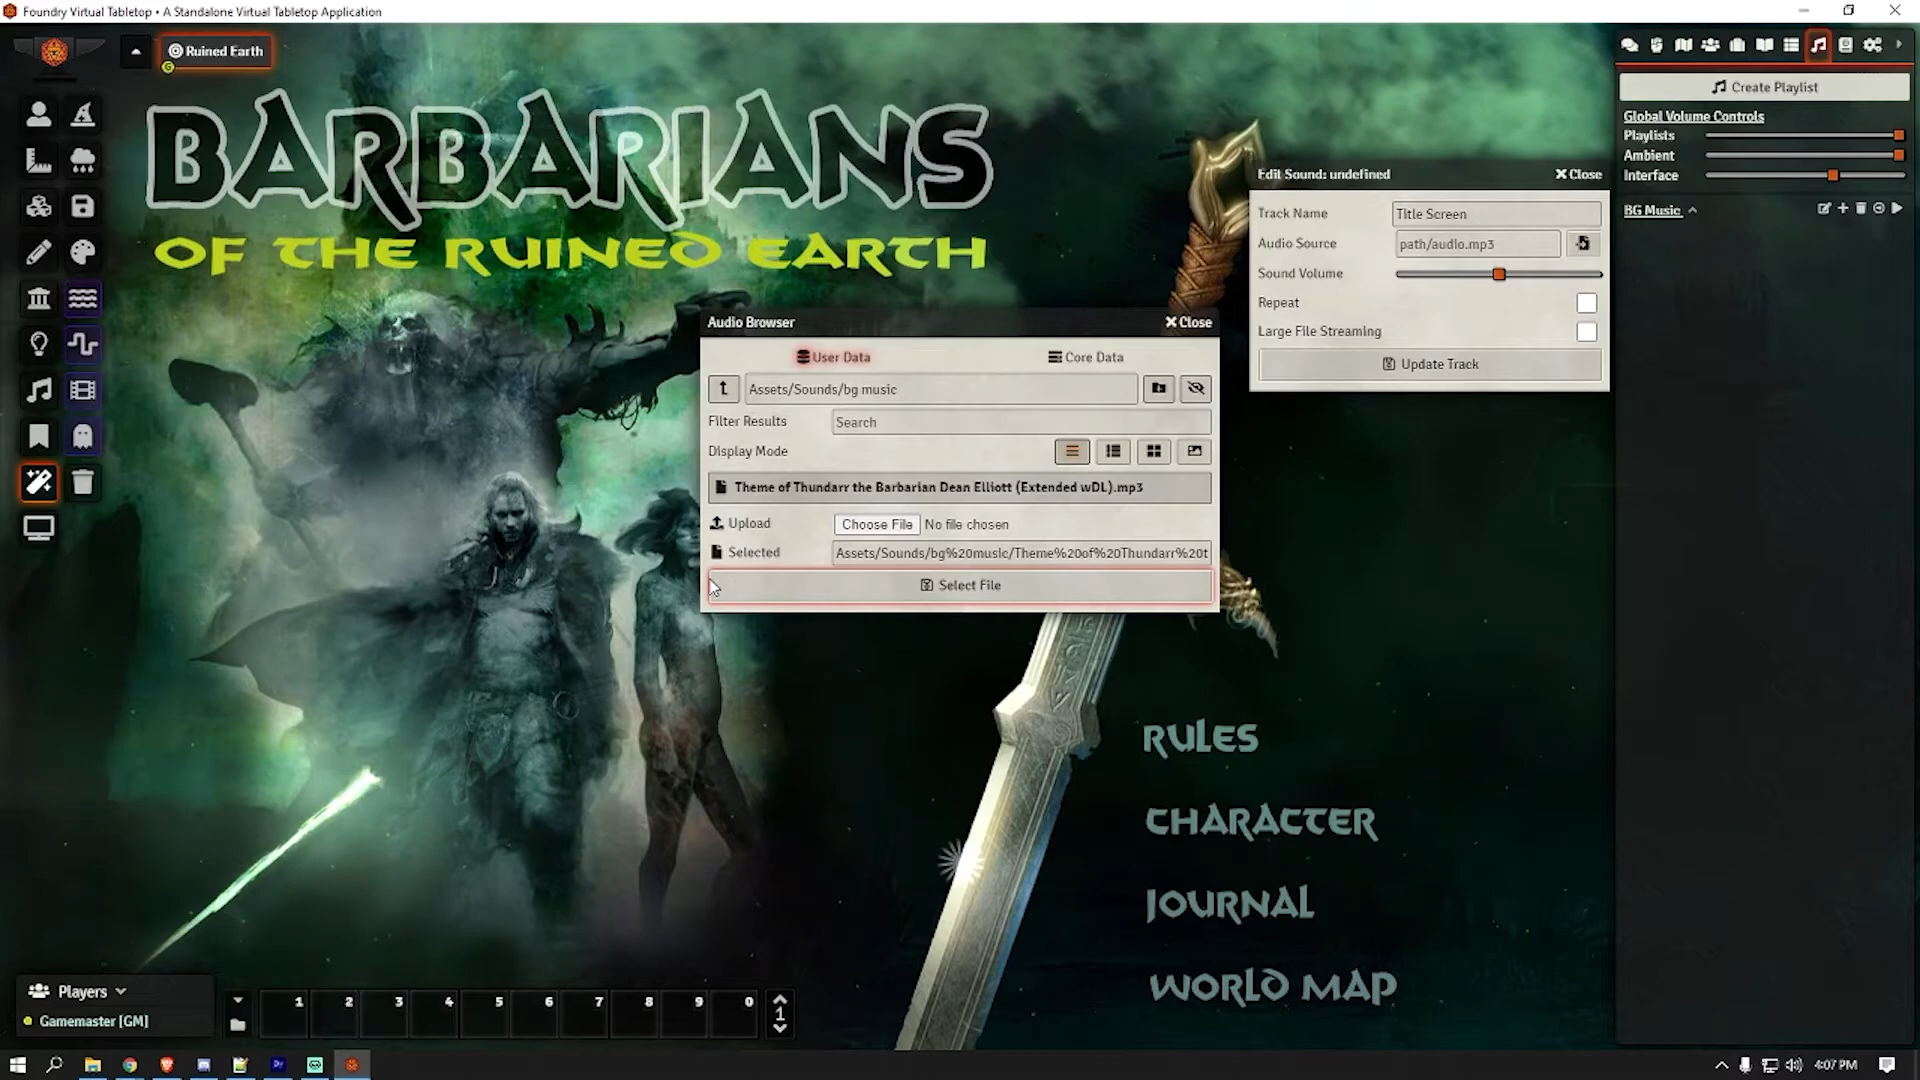 Foundry Virtual Tabletop • A Standalone Virtual Tabletop Application
Ruined Earth
G
BARBARIANS
OF THE RUINED EARTH
Create Playlist
Global Volume Controls
Playlists
Ambient
Interface
BG Music
Edit Sound: undefined
Close
Track Name
Title Screen
Audio Source
path/audio.mp3
Sound Volume
Repeat
Large File Streaming
Update Track
Audio Browser
Close
User Data
Core Data
Assets/Sounds/bg music
Filter Results
Search
Display Mode
Theme of Thundarr the Barbarian Dean Elliott (Extended wDL).mp3
Upload
Choose File No file chosen
Selected
Assets/Sounds/bg%20music/Theme%20of%20Thundarr%20t
Select File
RULES
CHARACTER
JOURNAL
WORLD MAP
Players
Gamemaster [GM]
1 2 3 4 5 6 7 8 9 0
1
Pr
4:07 PM